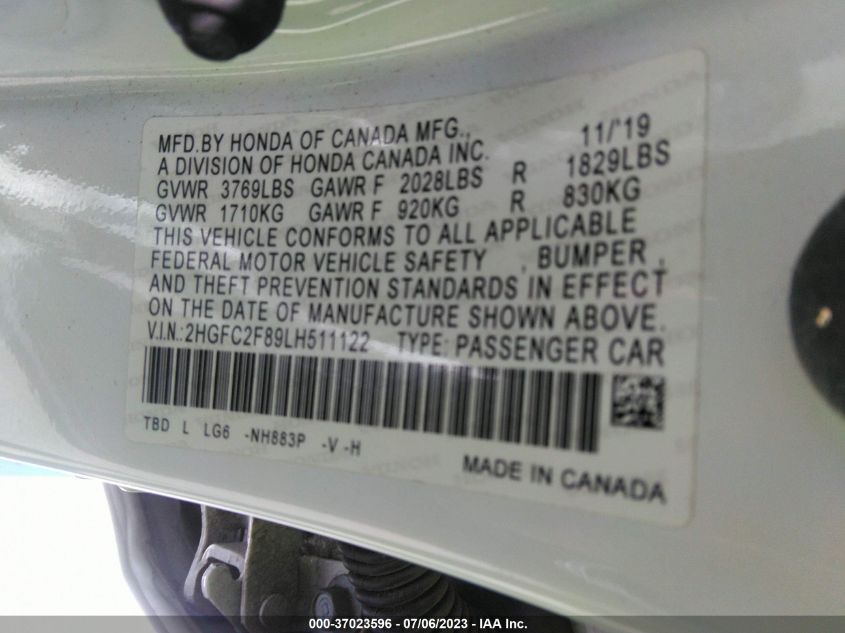 MFD.BY HONDA OF CANADA MFG., 11/'19
A DIVISION OF HONDA CANADA INC.
GVWR 3769LBS GAWR F 2028LBS R 1829LBS
GVWR 1710KG GAWR F 920KG R 830KG
THIS VEHICLE CONFORMS TO ALL APPLICABLE
FEDERAL MOTOR VEHICLE SAFETY , BUMPER ,
AND THEFT PREVENTION STANDARDS IN EFFECT
ON THE DATE OF MANUFACTURE SHOWN ABOVE.
V.I.N.:2HGFC2F89LH511122 TYPE: PASSENGER CAR
TBD L LG6 -NH883P -V -H
MADE IN CANADA
000-37023596 - 07/06/2023 - IAA Inc.